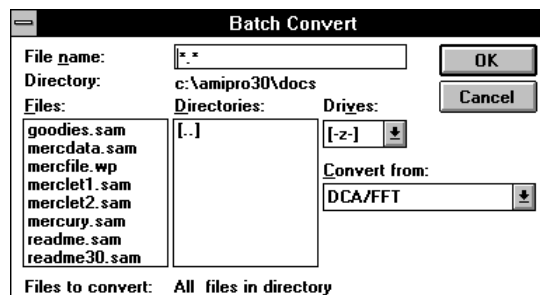 Batch Convert
File name: *.*
OK
Directory: c:\amipro30\docs
Cancel
Files: Directories: Drives:
goodies.sam [..] [-z-]
mercdata.sam
mercfile.wp
merclet1.sam Convert from:
merclet2.sam DCA/FFT
mercury.sam
readme.sam
readme30.sam
Files to convert: All files in directory